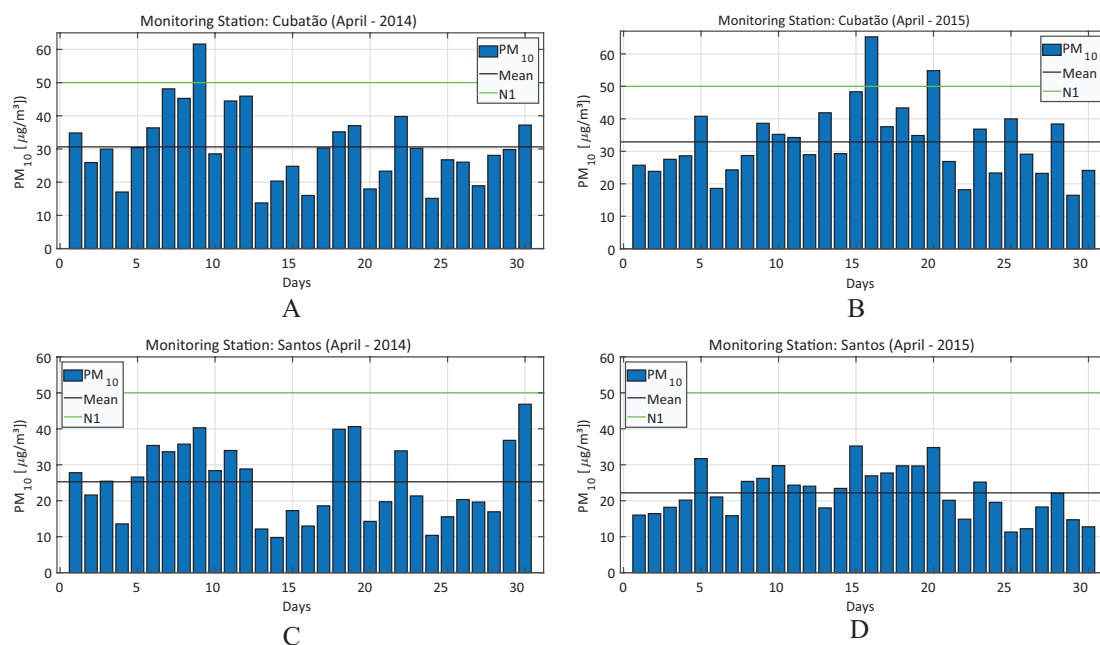 Monitoring Station: Cubatão (April - 2014)
PM10 [ µg/m³])
60
50
40
30
20
10
0
0 5 10 15 20 25 30
Days
PM10
Mean
N1
A
Monitoring Station: Cubatão (April - 2015)
PM10 [ µg/m³])
60
50
40
30
20
10
0
0 5 10 15 20 25 30
Days
PM10
Mean
N1
B
Monitoring Station: Santos (April - 2014)
PM10 [ µg/m³])
60
50
40
30
20
10
0
0 5 10 15 20 25 30
Days
PM10
Mean
N1
C
Monitoring Station: Santos (April - 2015)
PM10 [ µg/m³])
60
50
40
30
20
10
0
0 5 10 15 20 25 30
Days
PM10
Mean
N1
D